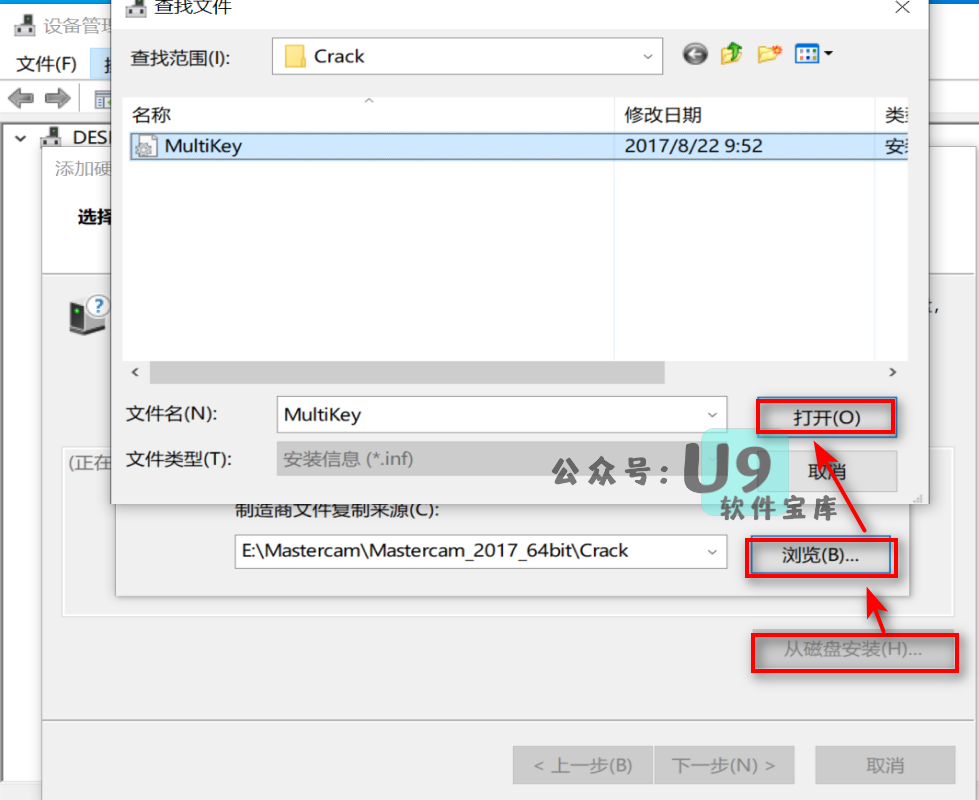 查找文件
设备管理
文件(F)
查找范围(I):
Crack
名称
修改日期
DESI
MultiKey
2017/8/22 9:52
添加硬
选择
文件名(N):
MultiKey
打开(O)
(正在
文件类型(T):
安装信息 (*.inf)
取消
公众号:U9
软件宝库
制造商文件复制来源(C):
E:\Mastercam\Mastercam_2017_64bit\Crack
浏览(B)...
从磁盘安装(H)...
< 上一步(B)
下一步(N) >
取消